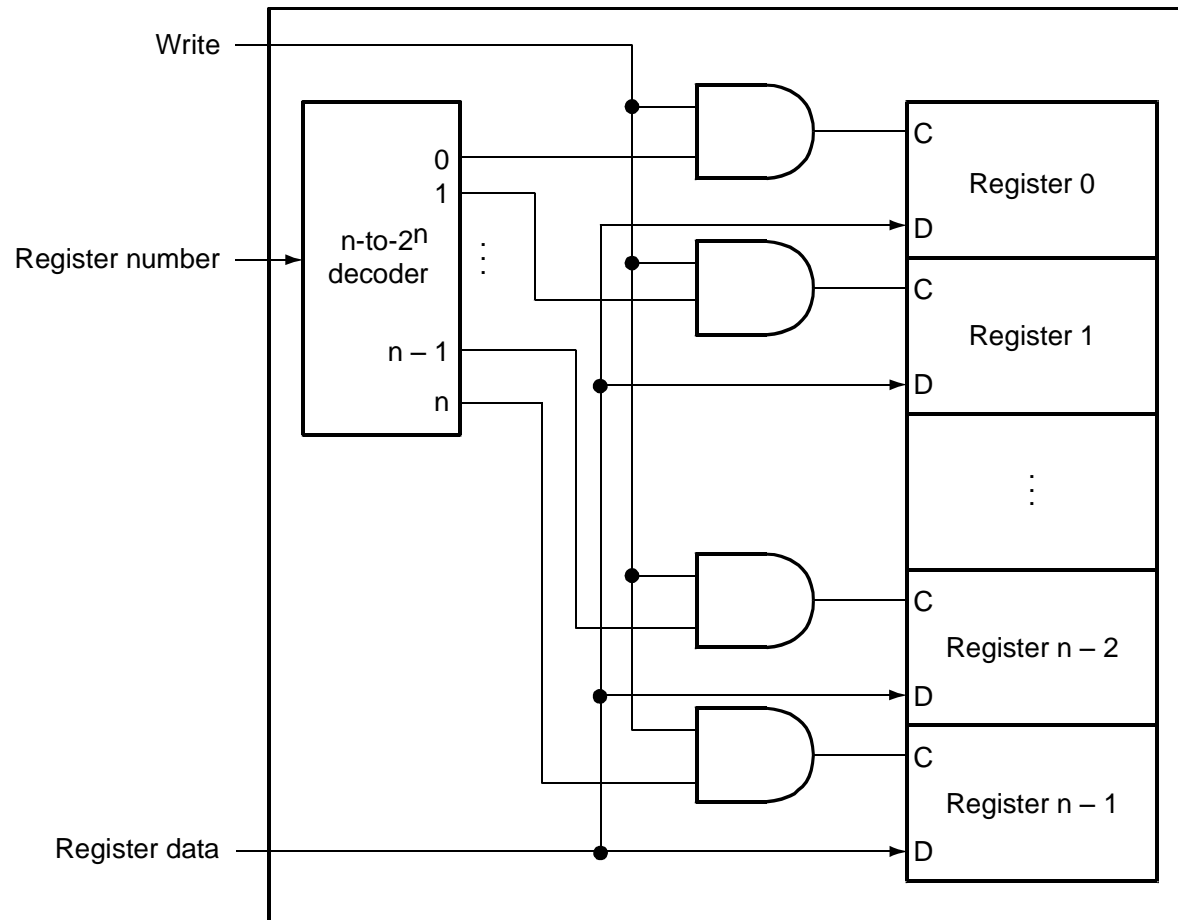 Write
0
1
n-to-2n
decoder
⋮
n – 1
n
Register number
Register data
C
Register 0
D
C
Register 1
D
⋮
C
Register n – 2
D
C
Register n – 1
D